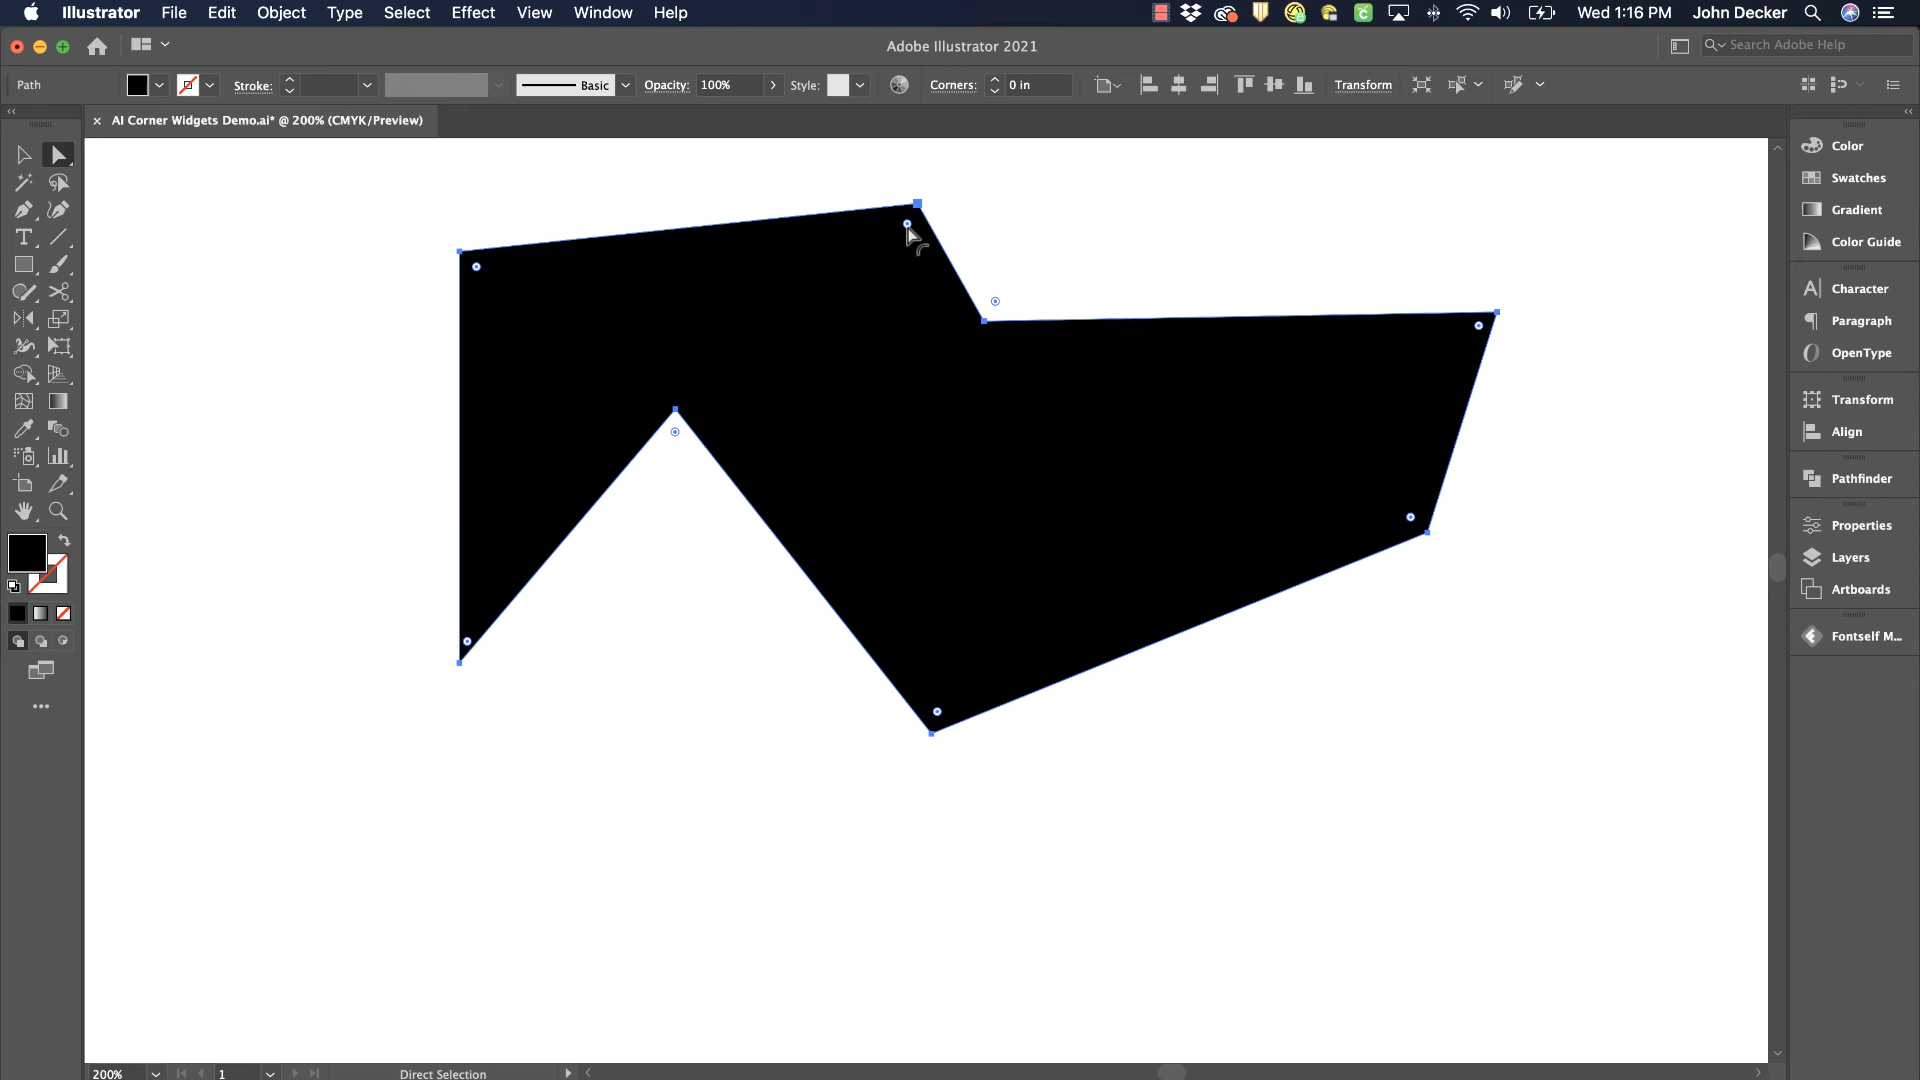 Illustrator File Edit Object Type Select Effect View Window Help Wed 1:16 PM John Decker
Adobe Illustrator 2021 Search Adobe Help
Path Stroke: Basic Opacity: 100% Style: Corners: 0 in Transform
× AI Corner Widgets Demo.ai* @ 200% (CMYK/Preview)
Color
Swatches
Gradient
Color Guide
Character
Paragraph
OpenType
Transform
Align
Pathfinder
Properties
Layers
Artboards
Fontself M...
200% 1 Direct Selection